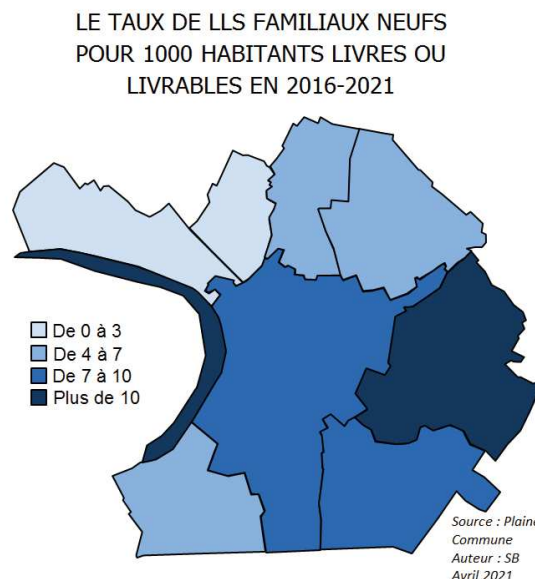 LE TAUX DE LLS FAMILIAUX NEUFS
POUR 1000 HABITANTS LIVRES OU
LIVRABLES EN 2016-2021
De 0 à 3
De 4 à 7
De 7 à 10
Plus de 10
Source : Plaine
Commune
Auteur : SB
Avril 2021